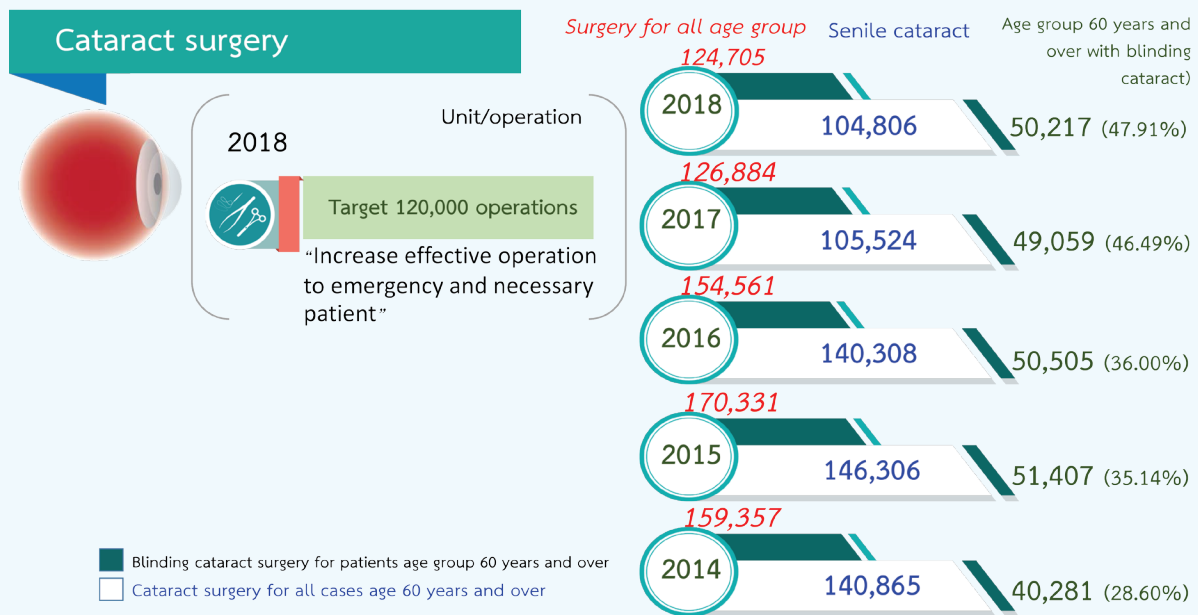 Cataract surgery
Unit/operation
2018
Target 120,000 operations
“Increase effective operation
to emergency and necessary
patient”
Surgery for all age group
Senile cataract
Age group 60 years and
over with blinding
cataract)
124,705
2018
104,806
50,217 (47.91%)
126,884
2017
105,524
49,059 (46.49%)
154,561
2016
140,308
50,505 (36.00%)
170,331
2015
146,306
51,407 (35.14%)
159,357
2014
140,865
40,281 (28.60%)
Blinding cataract surgery for patients age group 60 years and over
Cataract surgery for all cases age 60 years and over